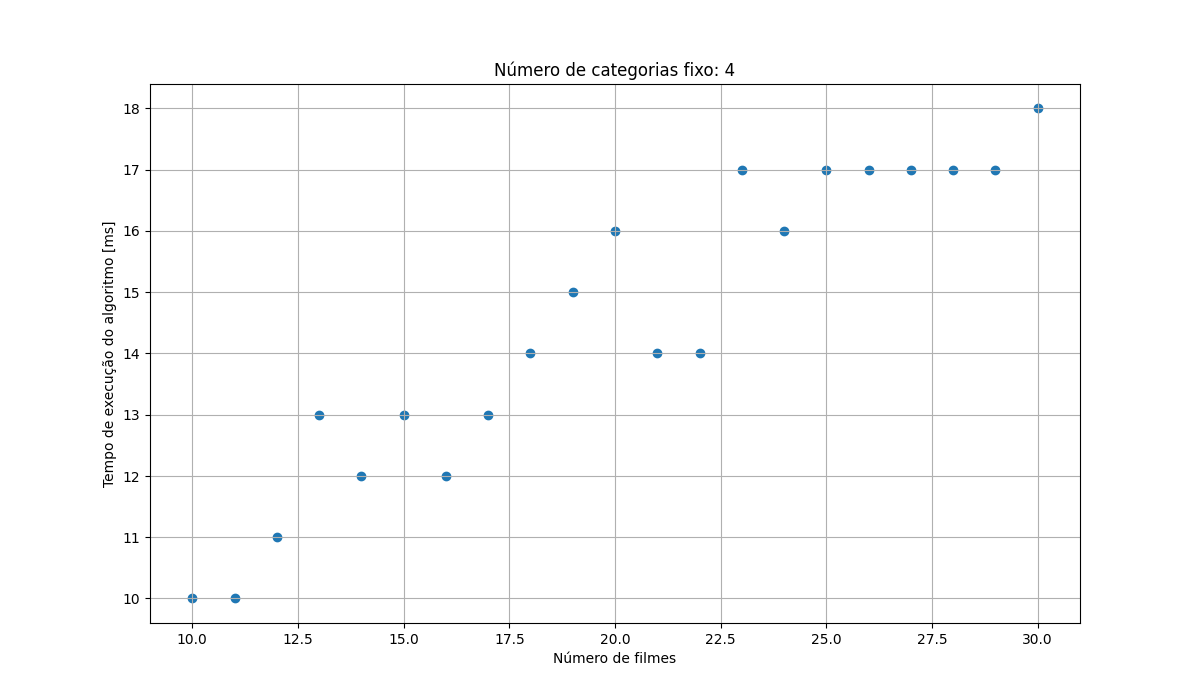 Número de categorias fixo: 4
Tempo de execução do algoritmo [ms]
18
17
16
15
14
13
12
11
10
10.0 12.5 15.0 17.5 20.0 22.5 25.0 27.5 30.0
Número de filmes